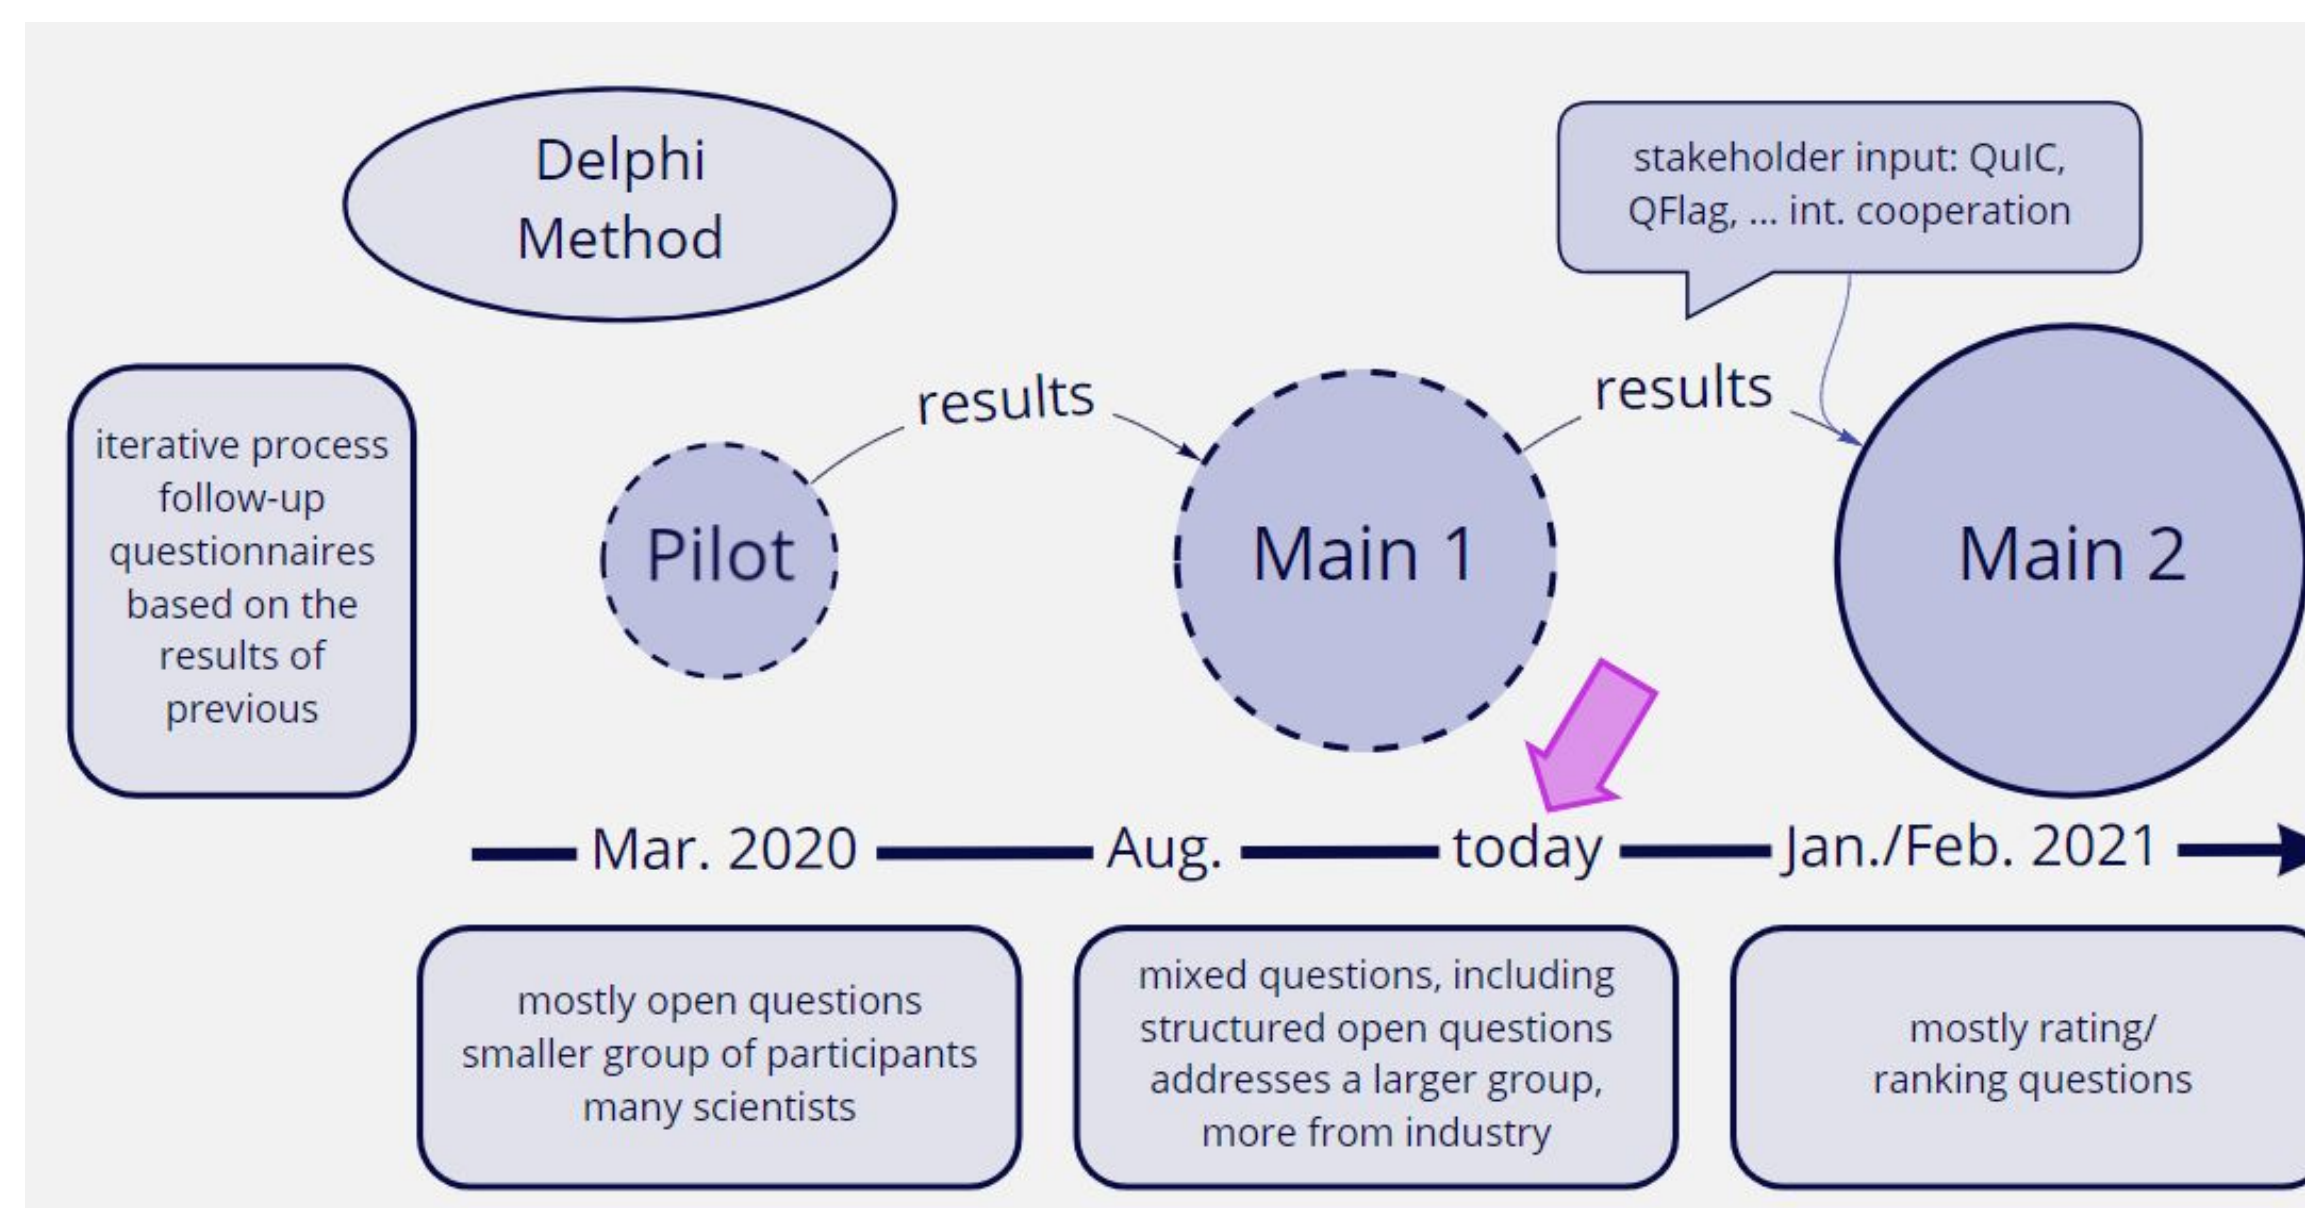 Delphi
Method
stakeholder input: QuIC,
QFlag, ... int. cooperation
iterative process
follow-up
questionnaires
based on the
results of
previous
results
results
Pilot
Main 1
Main 2
Mar. 2020
Aug.
today
Jan./Feb. 2021
mostly open questions
smaller group of participants
many scientists
mixed questions, including
structured open questions
addresses a larger group,
more from industry
mostly rating/
ranking questions